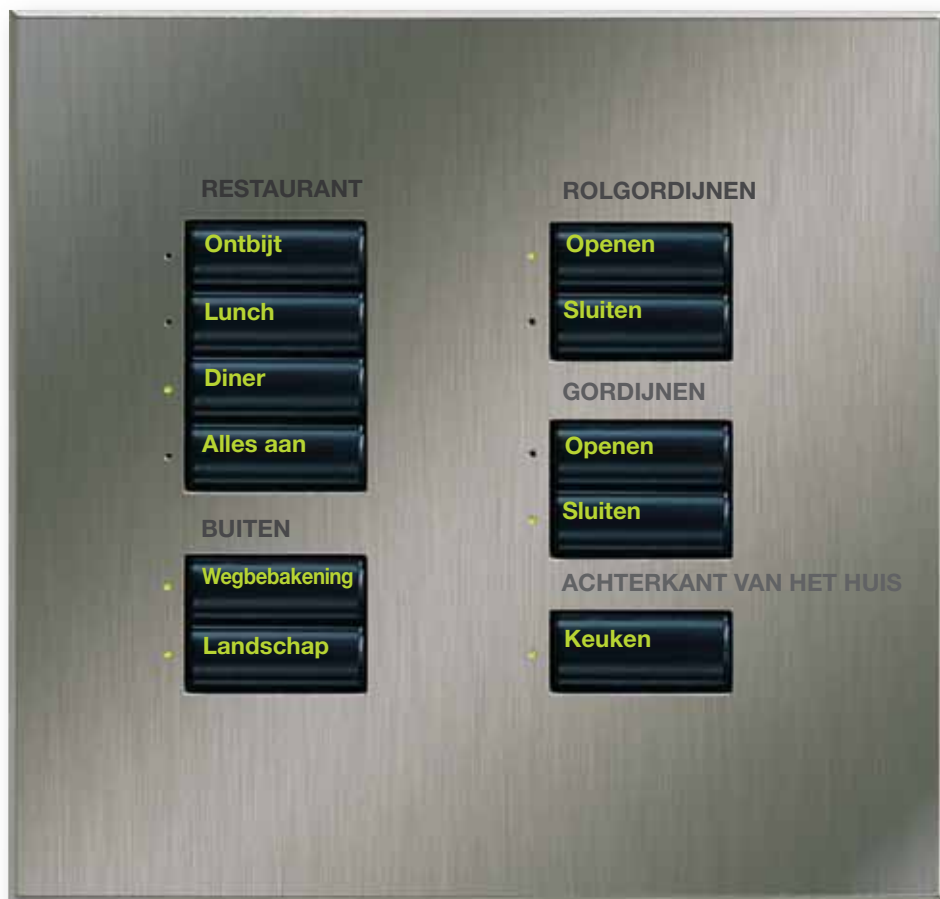 RESTAURANT
Ontbijt
Lunch
Diner
Alles aan
BUITEN
Wegbebakening
Landschap
ROLGORDIJNEN
Openen
Sluiten
GORDIJNEN
Openen
Sluiten
ACHTERKANT VAN HET HUIS
Keuken